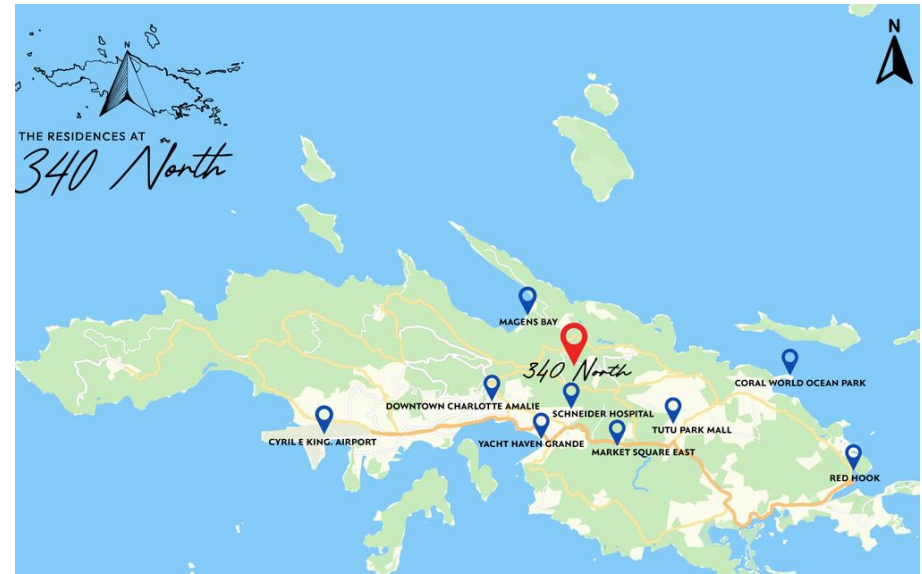 N
N
THE RESIDENCES AT
340 North
MAGENS BAY
340 North
CORAL WORLD OCEAN PARK
DOWNTOWN CHARLOTTE AMALIE
SCHNEIDER HOSPITAL
TUTU PARK MALL
CYRIL E KING. AIRPORT
YACHT HAVEN GRANDE
MARKET SQUARE EAST
RED HOOK